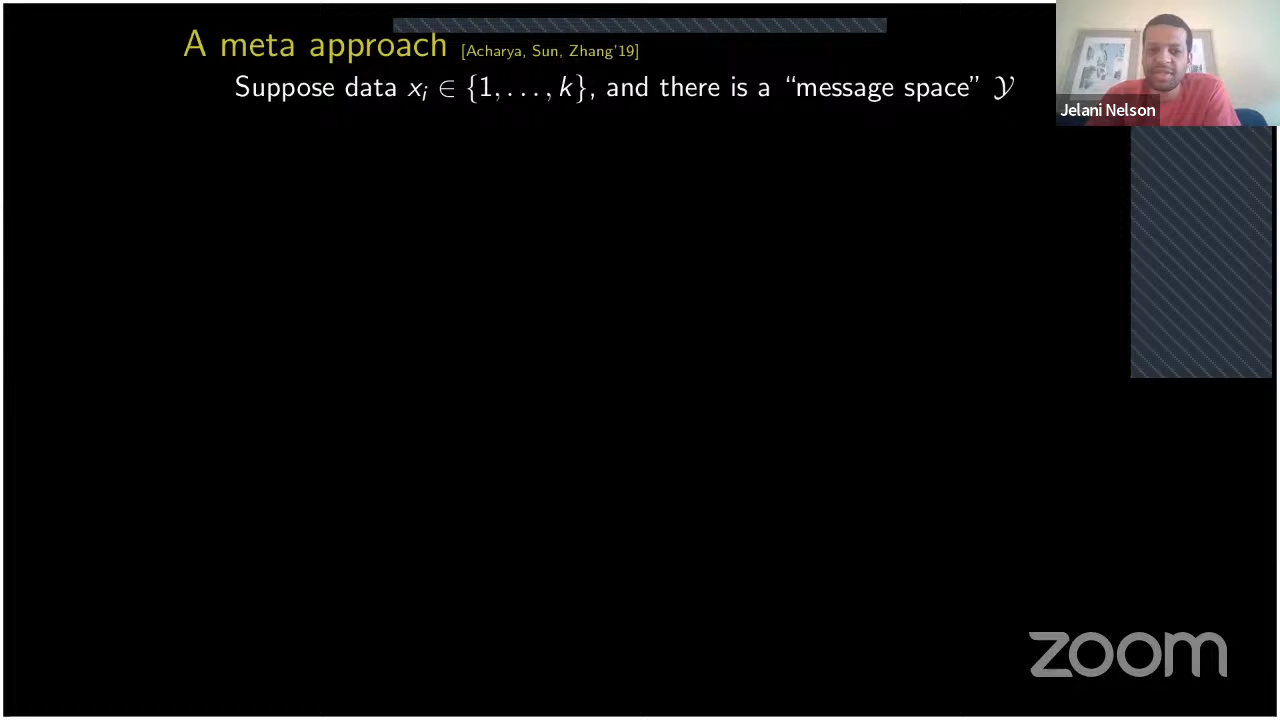 A meta approach [Acharya, Sun, Zhang'19]
Suppose data xᵢ ∈ {1, . . . , k}, and there is a “message space” 𝒴
Jelani Nelson
zoom